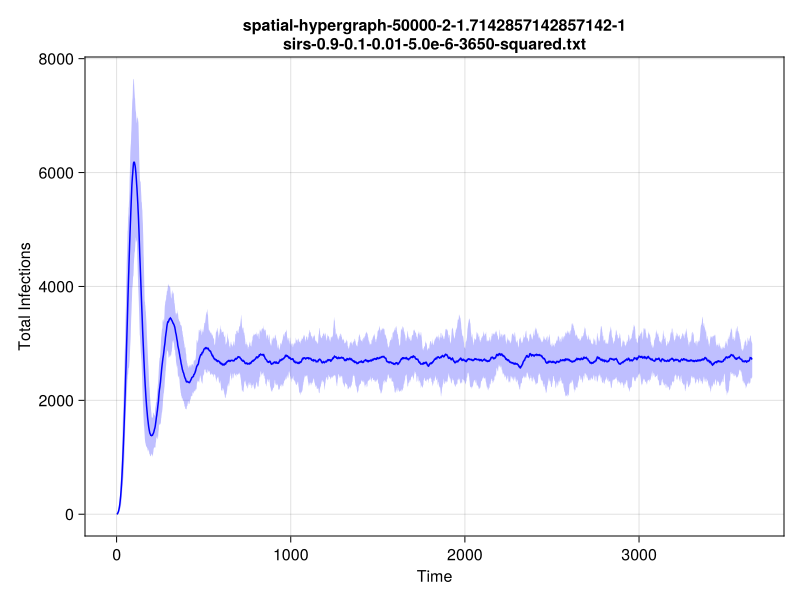 spatial-hypergraph-50000-2-1.7142857142857142-1
sirs-0.9-0.1-0.01-5.0e-6-3650-squared.txt
8000
6000
4000
2000
0
Total Infections
0 1000 2000 3000
Time